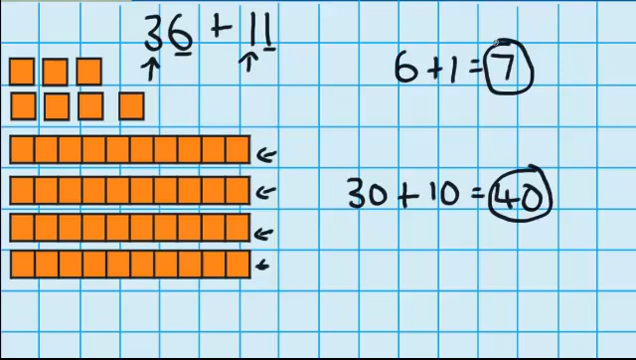 36 + 11
6 + 1 = 7
30 + 10 = 40